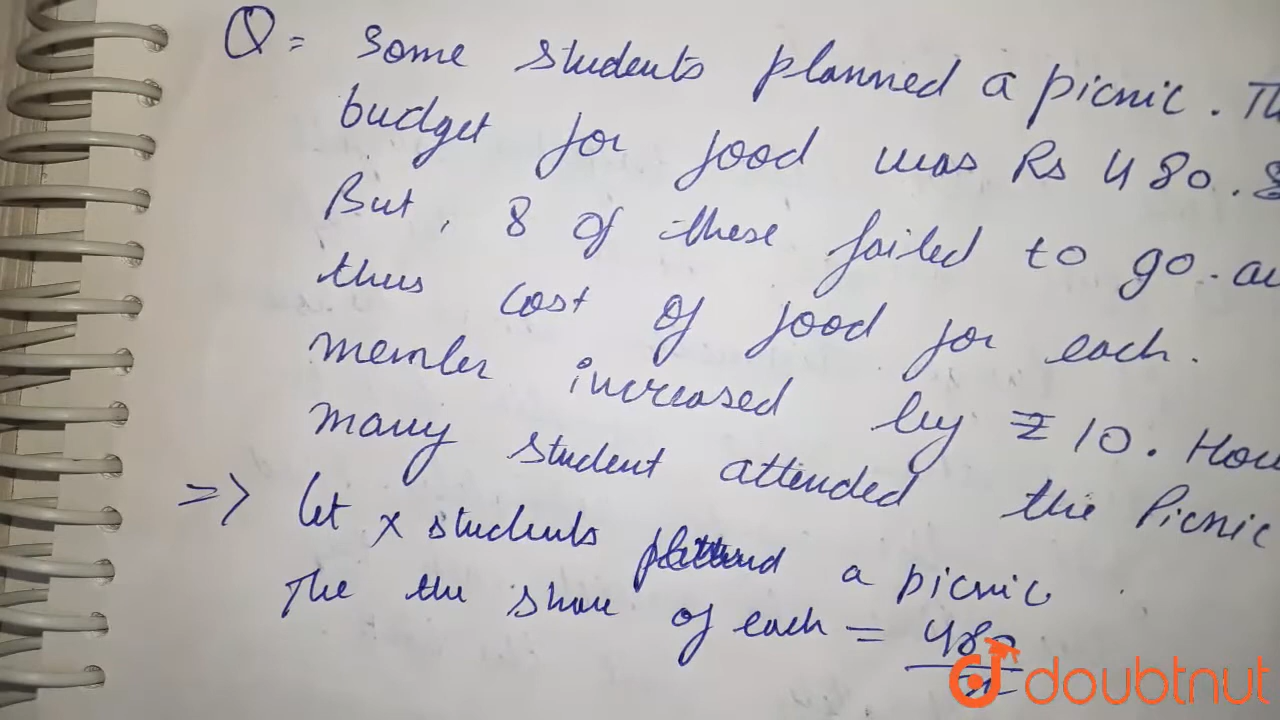 Q = Some students planned a picnic. Th
budget for food was Rs 480.
But, 8 of these failed to go. a
thus cost of food for each.
member increased by ₹ 10. How
many student attended the Picnic
=> let x students a picnic
The the share of each = 480/x
doubtnut